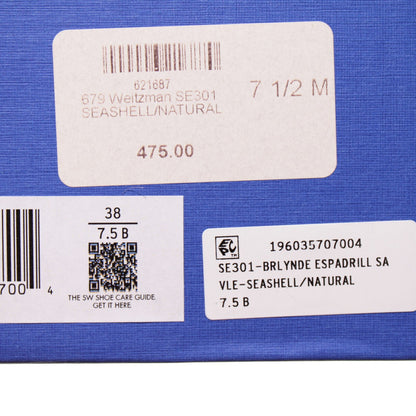 621687
679 Weitzman SE301
SEASHELL/NATURAL
7 1/2 M
475.00
38
7.5 B
700 4
THE SW SHOE CARE GUIDE.
GET IT HERE.
196035707004
SE301-BRLYNDE ESPADRILL SA
VLE-SEASHELL/NATURAL
7.5 B